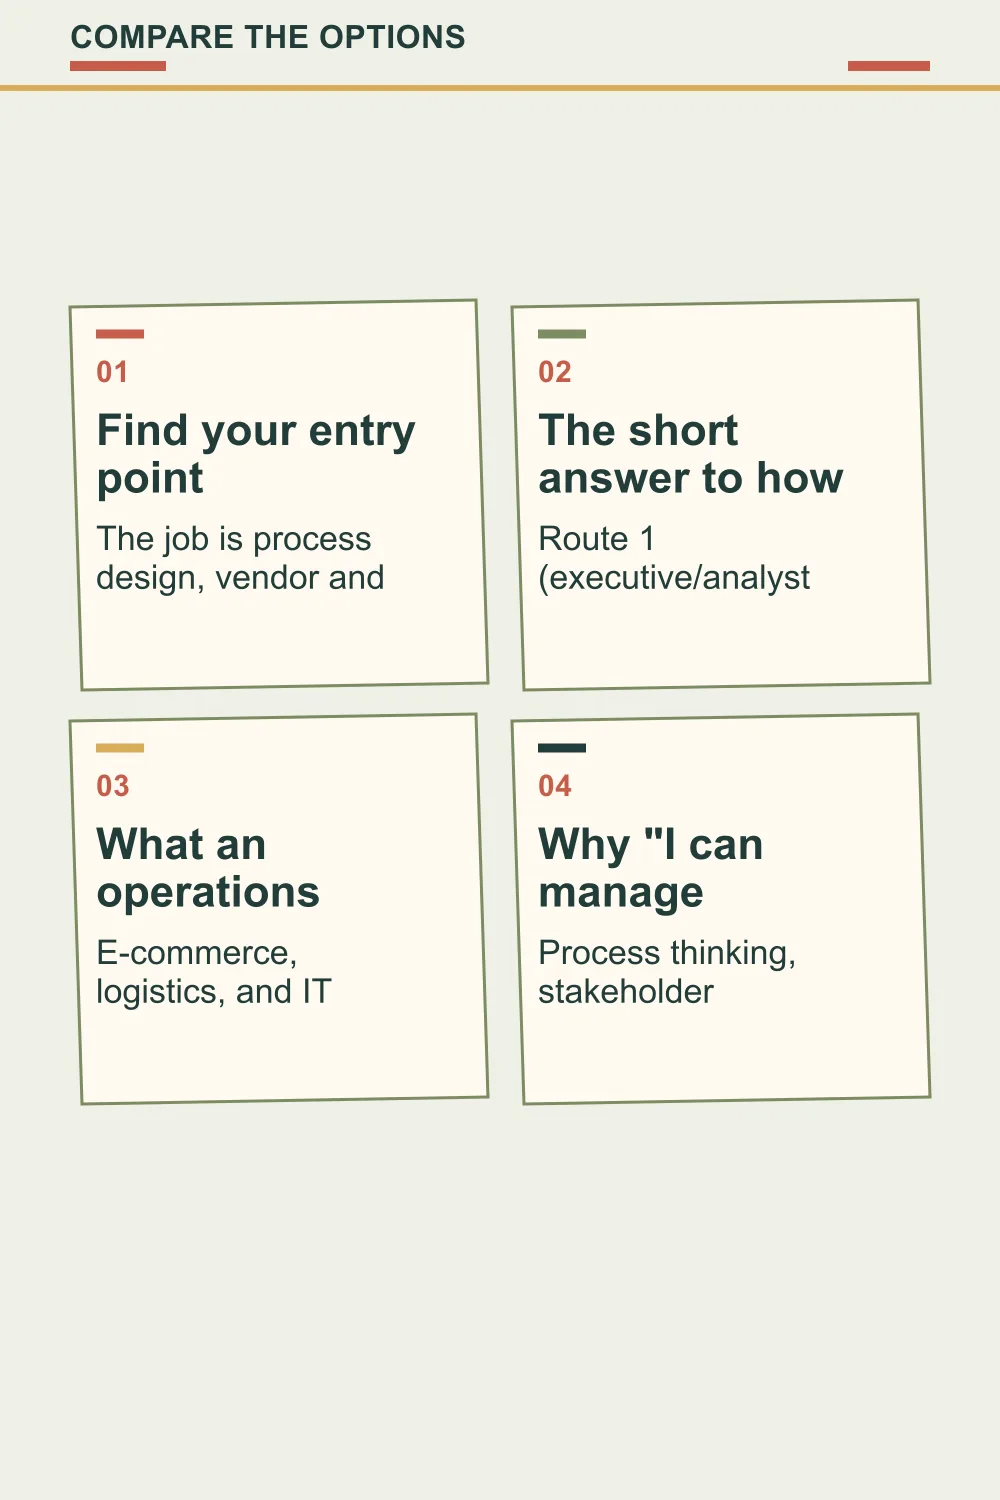 COMPARE THE OPTIONS
01
Find your entry
point
The job is process
design, vendor and
02
The short
answer to how
Route 1
(executive/analyst
03
What an
operations
E-commerce,
logistics, and IT
04
Why "I can
manage
Process thinking,
stakeholder